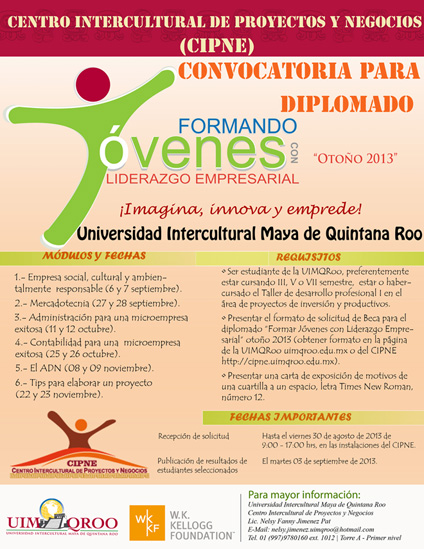 CENTRO INTERCULTURAL DE PROYECTOS Y NEGOCIOS
(CIPNE)
CONVOCATORIA PARA
DIPLOMADO
FORMANDO
Jóvenes CON
LIDERAZGO EMPRESARIAL
"OTOÑO 2013"
¡Imagina, innova y emprede!
Universidad Intercultural Maya de Quintana Roo
MÓDULOS Y FECHAS
1.- Empresa social, cultural y ambien-
talmente responsable (6 y 7 septiembre).
2.- Mercadotecnia (27 y 28 septiembre).
3.- Administración para una microempresa
exitosa (11 y 12 octubre).
4.- Contabilidad para una microempresa
exitosa (25 y 26 octubre).
5.- El ADN (08 y 09 noviembre).
6.- Tips para elaborar un proyecto
(22 y 23 noviembre).
REQUISITOS
Ser estudiante de la UIMQRoo, preferentemente
estar cursando III, V o VII semestre, estar o haber-
cursado el Taller de desarrollo profesional I en el
área de proyectos de inversión y productivos.
Presentar el formato de solicitud de Beca para el
diplomado "Formar Jóvenes con Liderazgo Empre-
sarial" otoño 2013 (obtener formato en la página
de la UIMQRoo uimqroo.edu.mx o del CIPNE
http://cipne.uimqroo.edu.mx).
Presentar una carta de exposición de motivos de
una cuartilla a un espacio, letra Times New Roman,
número 12.
FECHAS IMPORTANTES
Recepción de solicitud
Hasta el viernes 30 de agosto 2013 de
9:00 - 17:00 hrs, en las instalaciones del CIPNE.
Publicación de resultados de
estudiantes seleccionados
El martes 03 de septiembre de 2013.
CIPNE
CENTRO INTERCULTURAL DE PROYECTOS Y NEGOCIOS
UIMQROO
UNIVERSIDAD INTERCULTURAL MAYA DE QUINTANA ROO
WKKF
W.K.
KELLOGG
FOUNDATION
Para mayor información:
Universidad Intercultural Maya de Quintana Roo
Centro Intercultural de Proyectos y Negocios
Lic. Nelsy Fanny Jimenez Pat
E-Mail: nelsy.jimenez.uimqroo@hotmail.com
Tel. 01 (997)9780160 ext. 1012 | Torre A - Primer nivel